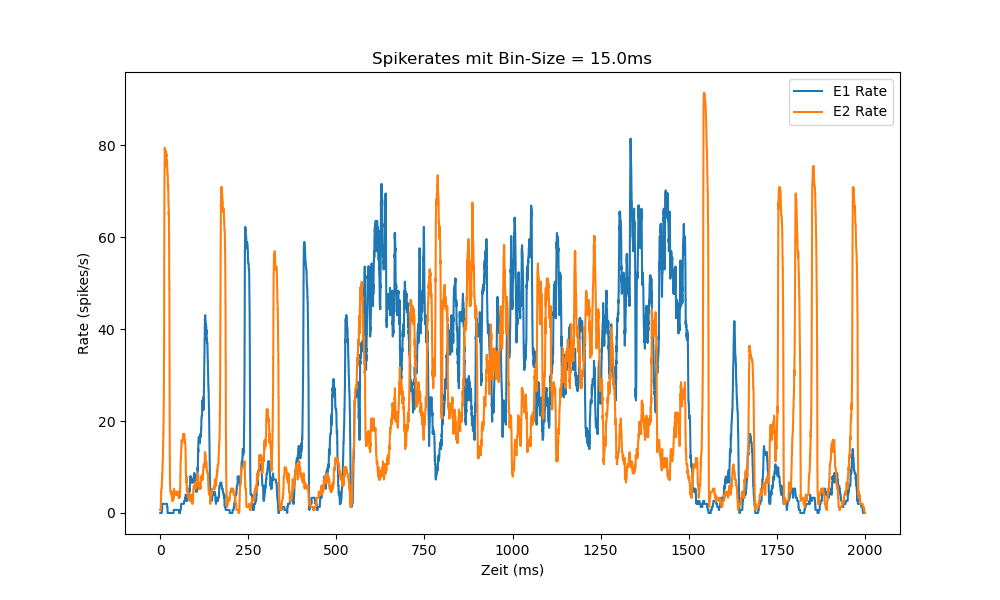 Spikerates mit Bin-Size = 15.0ms
E1 Rate
E2 Rate
Rate (spikes/s)
80
60
40
20
0
0 250 500 750 1000 1250 1500 1750 2000
Zeit (ms)